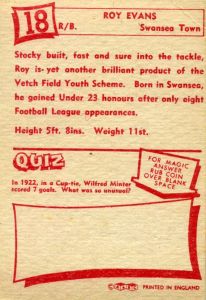 18
R/B.
ROY EVANS
Swansea Town
Stocky built, fast and sure into the tackle,
Roy is yet another brilliant product of the
Vetch Field Youth Scheme. Born in Swansea,
he gained Under 23 honours after only eight
Football League appearances.
Height 5ft. 8ins. Weight 11st.
QUIZ
In 1922, in a Cup-tie, Wilfred Minter
scored 7 goals. What was so unusual?
FOR MAGIC
ANSWER
RUB COIN
OVER BLANK
SPACE
PRINTED IN ENGLAND